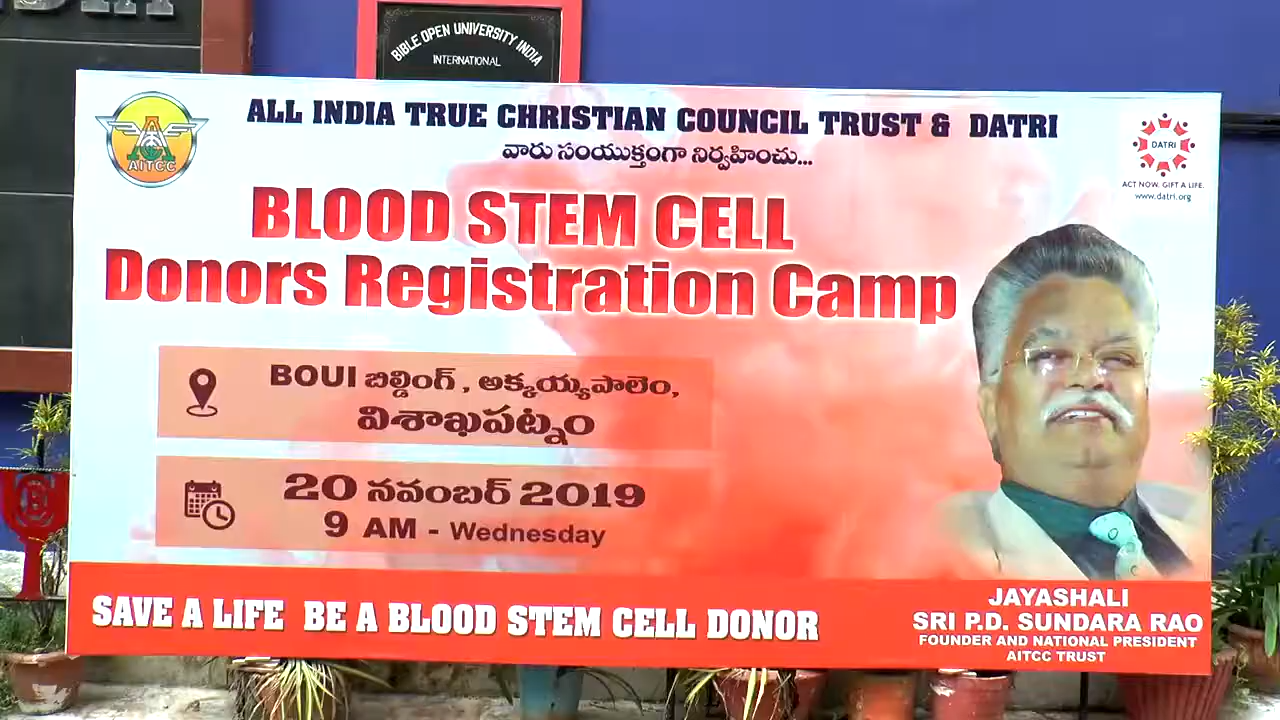 BIBLE OPEN UNIVERSITY INDIA
INTERNATIONAL
ALL INDIA TRUE CHRISTIAN COUNCIL TRUST & DATRI
వారు సంయుక్తంగా నిర్వహించు...
AITCC
DATRI
ACT NOW. GIFT A LIFE.
www.datri.org
BLOOD STEM CELL
Donors Registration Camp
BOUI బిల్డింగ్, అక్కయ్యపాలెం,
విశాఖపట్నం
20 నవంబర్ 2019
9 AM - Wednesday
SAVE A LIFE BE A BLOOD STEM CELL DONOR
JAYASHALI
SRI P.D. SUNDARA RAO
FOUNDER AND NATIONAL PRESIDENT
AITCC TRUST